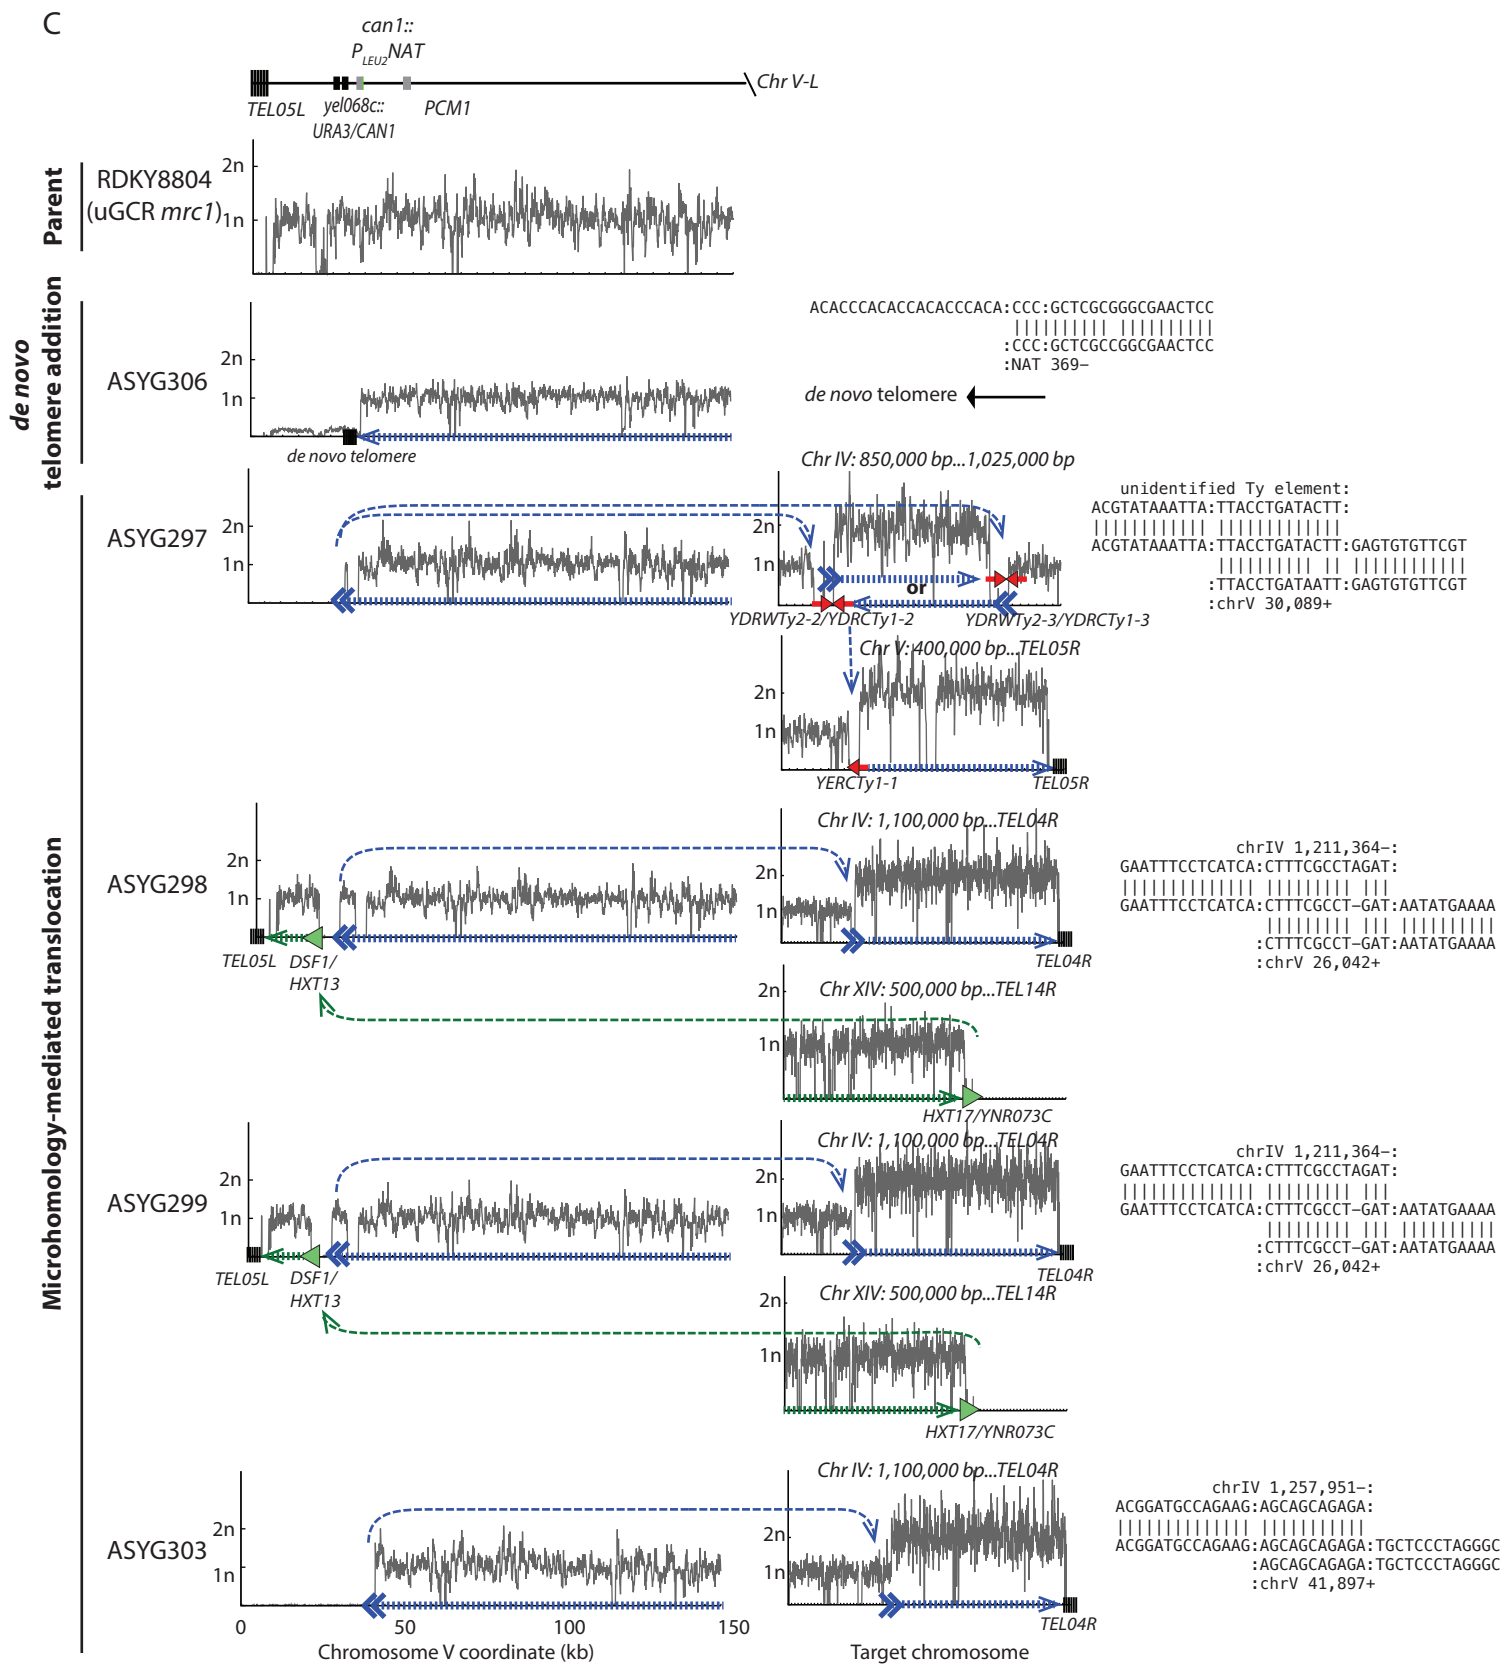 C
can1::
PLEU2NAT
Chr V-L
TEL05L
yel068c::
URA3/CAN1
PCM1
Parent
RDKY8804
(uGCR mrc1)
2n
1n
de novo
telomere addition
ASYG306
2n
1n
de novo telomere
ACACCCACACCACACCCACA:CCC:GCTCGCGGGCGAACTCC
:CCC:GCTCGCCGGCGAACTCC
:NAT 369–
de novo telomere
Microhomology-mediated translocation
ASYG297
2n
1n
Chr IV: 850,000 bp...1,025,000 bp
2n
1n
or
YDRWTy2-2/YDRCTy1-2
YDRWTy2-3/YDRCTy1-3
unidentified Ty element:
ACGTATAAATTA:TTACCTGATACTT:
ACGTATAAATTA:TTACCTGATACTT:GAGTGTGTTCGT
:TTACCTGATAATT:GAGTGTGTTCGT
:chrV 30,089+
Chr V: 400,000 bp...TEL05R
2n
1n
YERCTy1-1
TEL05R
ASYG298
2n
1n
TEL05L
DSF1/
HXT13
Chr IV: 1,100,000 bp...TEL04R
2n
1n
TEL04R
chrIV 1,211,364–:
GAATTTCCTCATCA:CTTTCGCCTAGAT:
GAATTTCCTCATCA:CTTTCGCCT–GAT:AATATGAAAA
:CTTTCGCCT–GAT:AATATGAAAA
:chrV 26,042+
Chr XIV: 500,000 bp...TEL14R
2n
1n
HXT17/YNR073C
ASYG299
2n
1n
TEL05L
DSF1/
HXT13
Chr IV: 1,100,000 bp...TEL04R
2n
1n
TEL04R
chrIV 1,211,364–:
GAATTTCCTCATCA:CTTTCGCCTAGAT:
GAATTTCCTCATCA:CTTTCGCCT–GAT:AATATGAAAA
:CTTTCGCCT–GAT:AATATGAAAA
:chrV 26,042+
Chr XIV: 500,000 bp...TEL14R
2n
1n
HXT17/YNR073C
ASYG303
2n
1n
0
50
100
150
Chromosome V coordinate (kb)
Chr IV: 1,100,000 bp...TEL04R
2n
1n
TEL04R
Target chromosome
chrIV 1,257,951–:
ACGGATGCCAGAAG:AGCAGCAGAGA:
ACGGATGCCAGAAG:AGCAGCAGAGA:TGCTCCCTAGGGC
:AGCAGCAGAGA:TGCTCCCTAGGGC
:chrV 41,897+